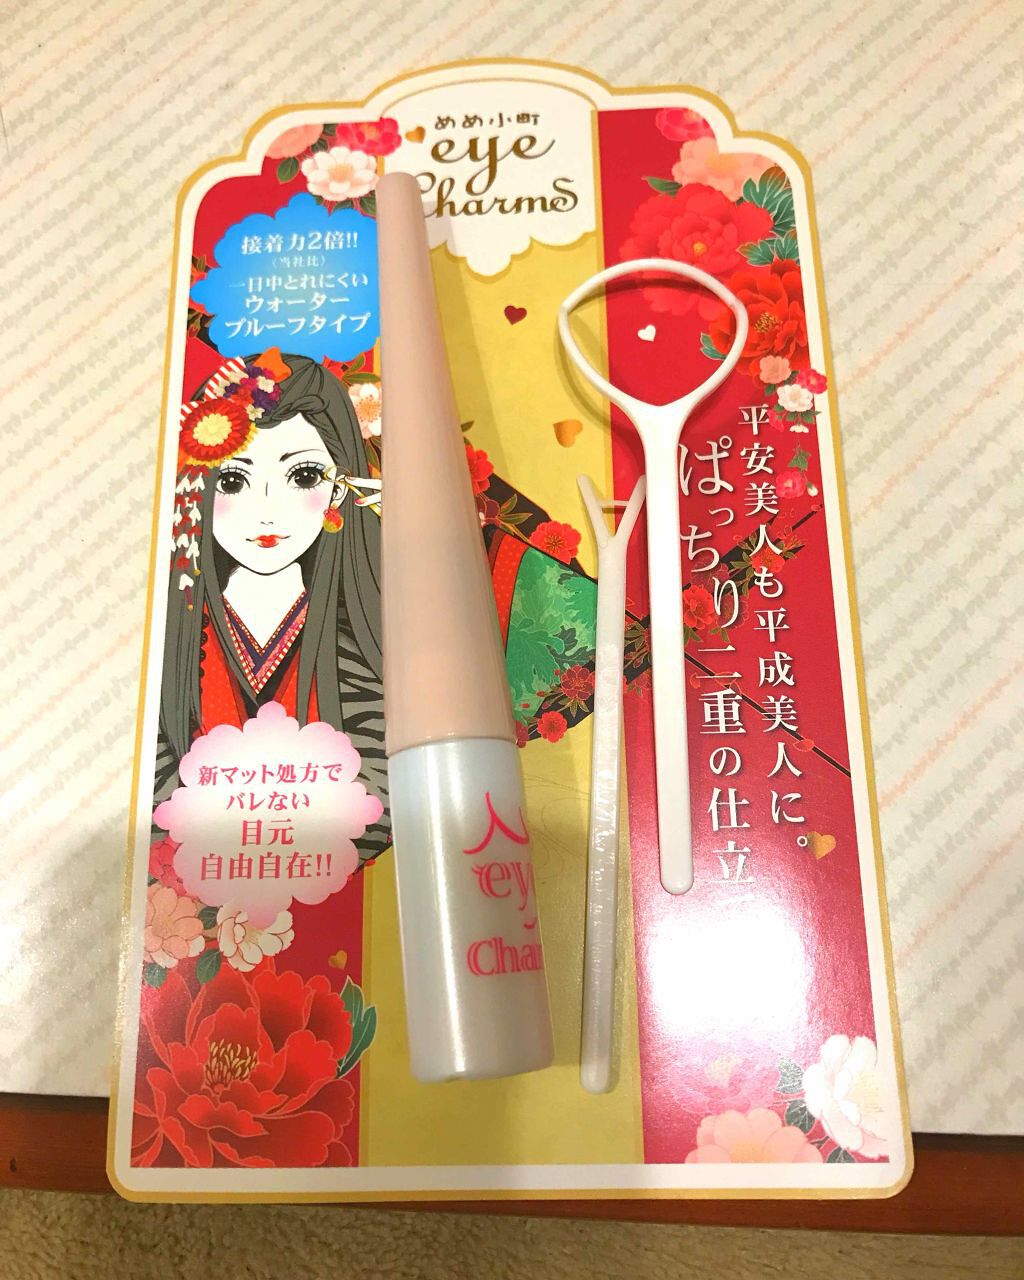 めめ小町
eye
Charms
接着力2倍!!
〈当社比〉
一日中とれにくい
ウォーター
プルーフタイプ
平安美人も平成美人に。
ぱっちり二重の仕立
新マット処方で
バレない
目元
自由自在!!
ey
Char